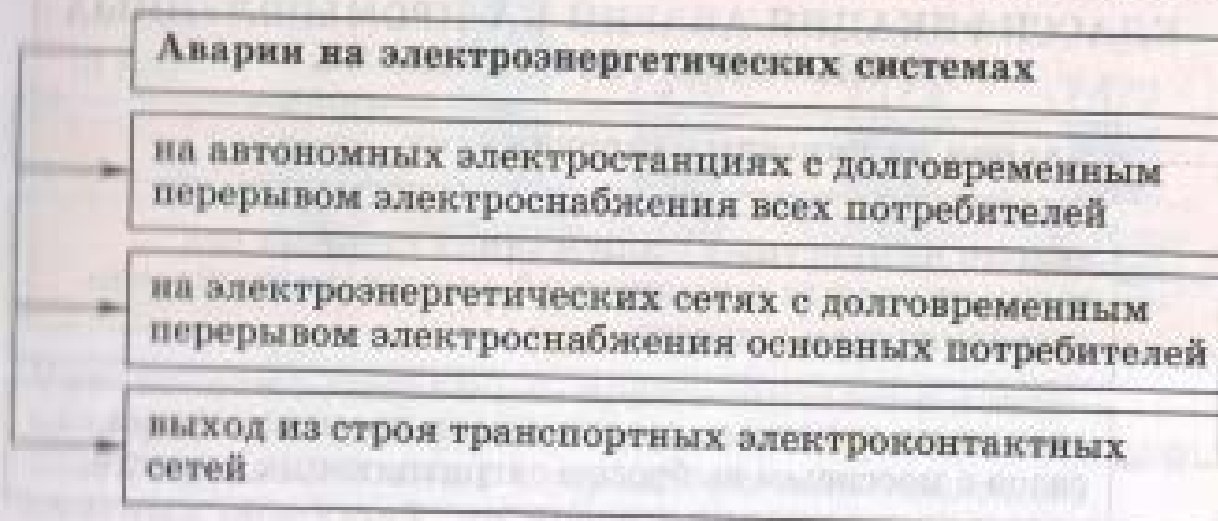 Аварии на электроэнергетических системах
на автономных электростанциях с долговременным
перерывом электроснабжения всех потребителей
на электроэнергетических сетях с долговременным
перерывом электроснабжения основных потребителей
выход из строя транспортных электроконтактных
сетей